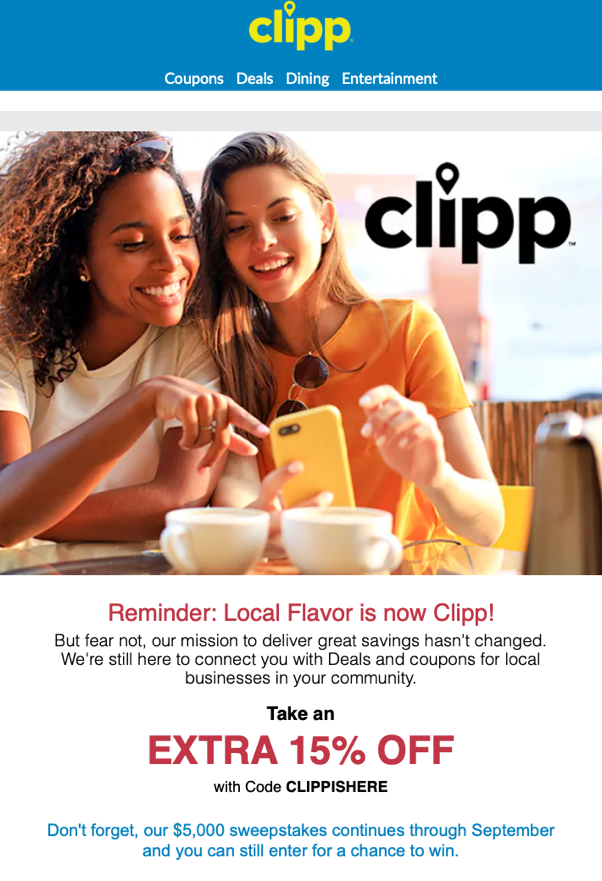 clipp
Coupons Deals Dining Entertainment
clipp™
Reminder: Local Flavor is now Clipp!
But fear not, our mission to deliver great savings hasn't changed.
We're still here to connect you with Deals and coupons for local
businesses in your community.
Take an
EXTRA 15% OFF
with Code CLIPPISHERE
Don't forget, our $5,000 sweepstakes continues through September
and you can still enter for a chance to win.